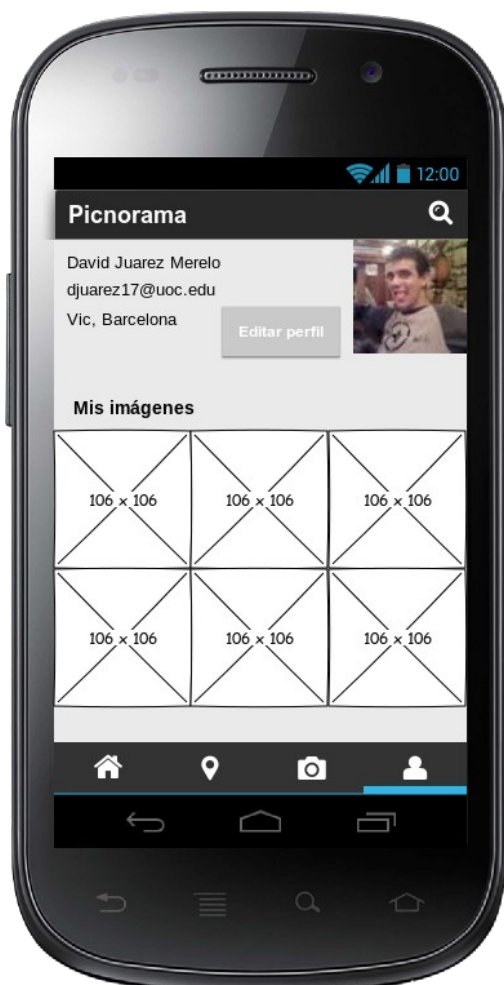 12:00
Picnorama
David Juarez Merelo
djuarez17@uoc.edu
Vic, Barcelona
Editar perfil
Mis imágenes
106 x 106 106 x 106 106 x 106
106 x 106 106 x 106 106 x 106